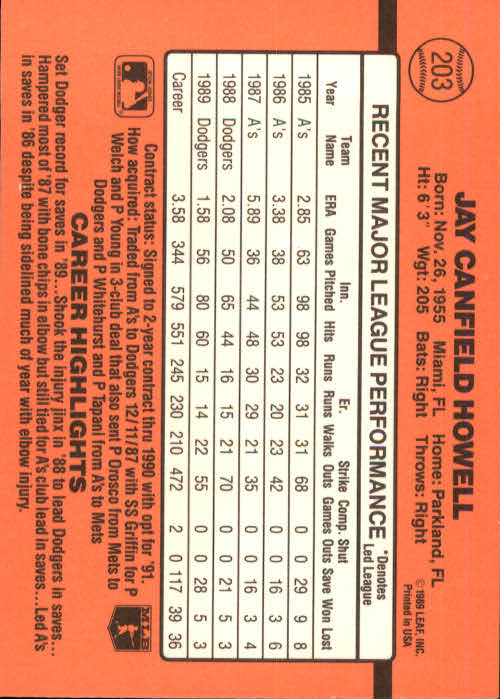 203
JAY CANFIELD HOWELL
Born: Nov. 26, 1955 Miami, FL Home: Parkland, FL
Ht: 6' 3" Wgt: 205 Bats: Right Throws: Right
© 1989 LEAF, INC.
Printed in USA
RECENT MAJOR LEAGUE PERFORMANCE *Denotes Led League
Year Team Name ERA Games Inn. Pitched Hits Runs Er. Runs Walks Strike Outs Comp. Games Shut Outs Save Won Lost
1985 A's 2.85 63 98 98 32 31 31 68 0 0 29 9 8
1986 A's 3.38 38 53 53 23 20 23 42 0 0 16 3 6
1987 A's 5.89 36 44 48 30 29 21 35 0 0 16 3 4
1988 Dodgers 2.08 50 65 44 16 15 21 70 0 0 21 5 3
1989 Dodgers 1.58 56 80 60 15 14 22 55 0 0 28 5 3
Career 3.58 344 579 551 245 230 210 472 2 0 117 39 36
Contract status: Signed to 2-year contract thru 1990 with opt for '91.
How acquired: Traded from A's to Dodgers 12/11/87 with SS Griffin for P
Welch and P Young in 3-club deal that also sent P Orosco from Mets to
Dodgers and P Whitehurst and P Tapani from A's to Mets
MLB
CAREER HIGHLIGHTS
Set Dodger record for saves in '89... Shook the injury jinx in '88 to lead Dodgers in saves...
Hampered most of '87 with bone chips in elbow but still tied for A's club lead in saves...Led A's
in saves in '86 despite being sidelined much of year with elbow injury.